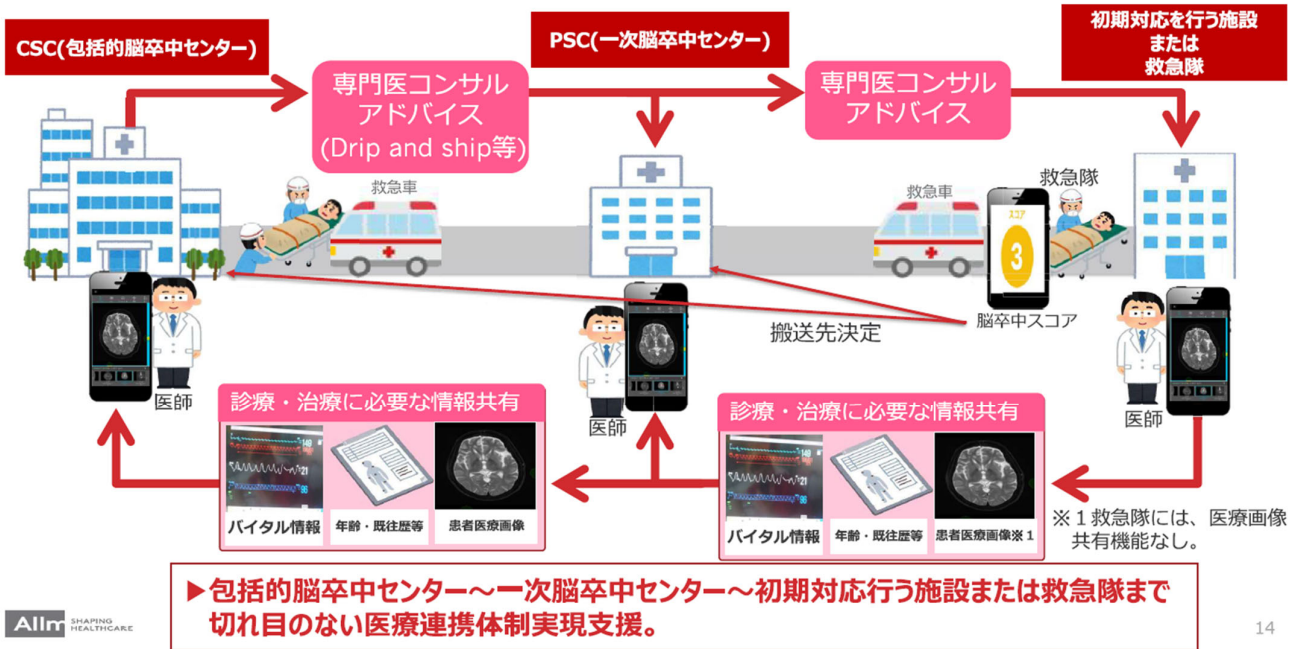 CSC(包括的脳卒中センター)
PSC(一次脳卒中センター)
初期対応を行う施設
または
救急隊
専門医コンサル
アドバイス
(Drip and ship等)
専門医コンサル
アドバイス
救急車
救急車
救急隊
スコア
3
脳卒中スコア
搬送先決定
医師
医師
医師
診療・治療に必要な情報共有
149
21
96
バイタル情報
年齢・既往歴等
患者医療画像
診療・治療に必要な情報共有
149
21
96
バイタル情報
年齢・既往歴等
患者医療画像※1
※1救急隊には、医療画像
共有機能なし。
▶包括的脳卒中センター～一次脳卒中センター～初期対応行う施設または救急隊まで
切れ目のない医療連携体制実現支援。
Allm SHAPING
HEALTHCARE
14